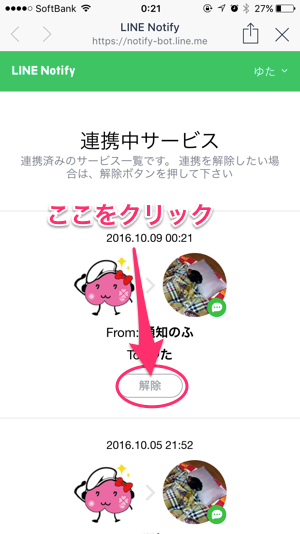 SoftBank 0:21 27%
LINE Notify
https://notify-bot.line.me
LINE Notify ゆた
連携中サービス
連携済みのサービス一覧です。 連携を解除したい場
合は、解除ボタンを押して下さい
ここをクリック
2016.10.09 00:21
From: 通知のふ
To: ゆた
解除
2016.10.05 21:52